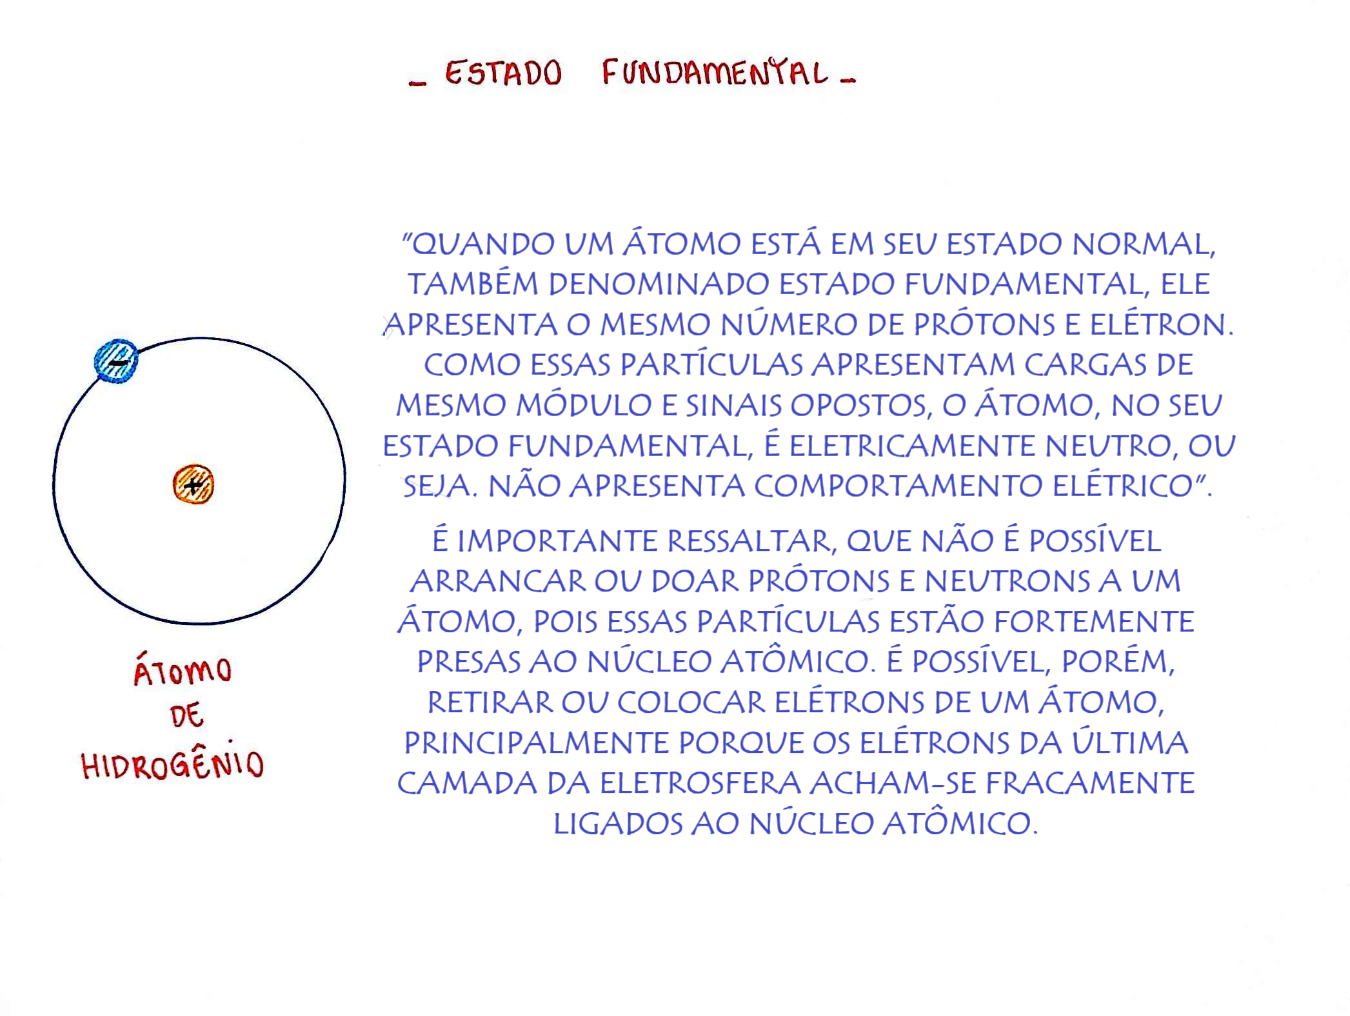 - ESTADO FUNDAMENTAL -
"QUANDO UM ÁTOMO ESTÁ EM SEU ESTADO NORMAL,
TAMBÉM DENOMINADO ESTADO FUNDAMENTAL, ELE
APRESENTA O MESMO NÚMERO DE PRÓTONS E ELÉTRON.
COMO ESSAS PARTÍCULAS APRESENTAM CARGAS DE
MESMO MÓDULO E SINAIS OPOSTOS, O ÁTOMO, NO SEU
ESTADO FUNDAMENTAL, É ELETRICAMENTE NEUTRO, OU
SEJA. NÃO APRESENTA COMPORTAMENTO ELÉTRICO".
É IMPORTANTE RESSALTAR, QUE NÃO É POSSÍVEL
ARRANCAR OU DOAR PRÓTONS E NEUTRONS A UM
ÁTOMO, POIS ESSAS PARTÍCULAS ESTÃO FORTEMENTE
PRESAS AO NÚCLEO ATÔMICO. É POSSÍVEL, PORÉM,
RETIRAR OU COLOCAR ELÉTRONS DE UM ÁTOMO,
PRINCIPALMENTE PORQUE OS ELÉTRONS DA ÚLTIMA
CAMADA DA ELETROSFERA ACHAM-SE FRACAMENTE
LIGADOS AO NÚCLEO ATÔMICO.
-
+
ÁTOMO
DE
HIDROGÊNIO